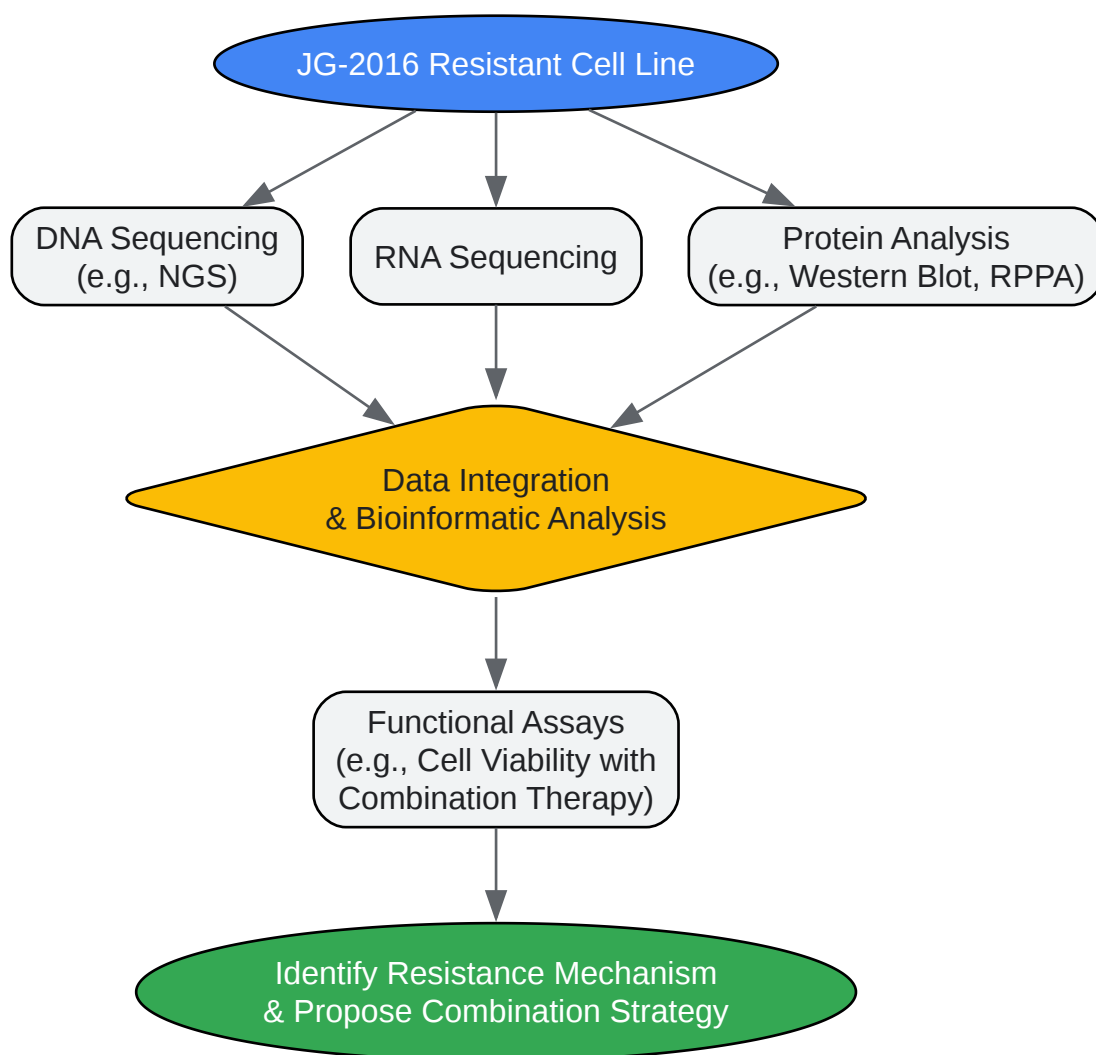 JG-2016 Resistant Cell Line
DNA Sequencing
(e.g., NGS)
RNA Sequencing
Protein Analysis
(e.g., Western Blot, RPPA)
Data Integration
& Bioinformatic Analysis
Functional Assays
(e.g., Cell Viability with
Combination Therapy)
Identify Resistance Mechanism
& Propose Combination Strategy